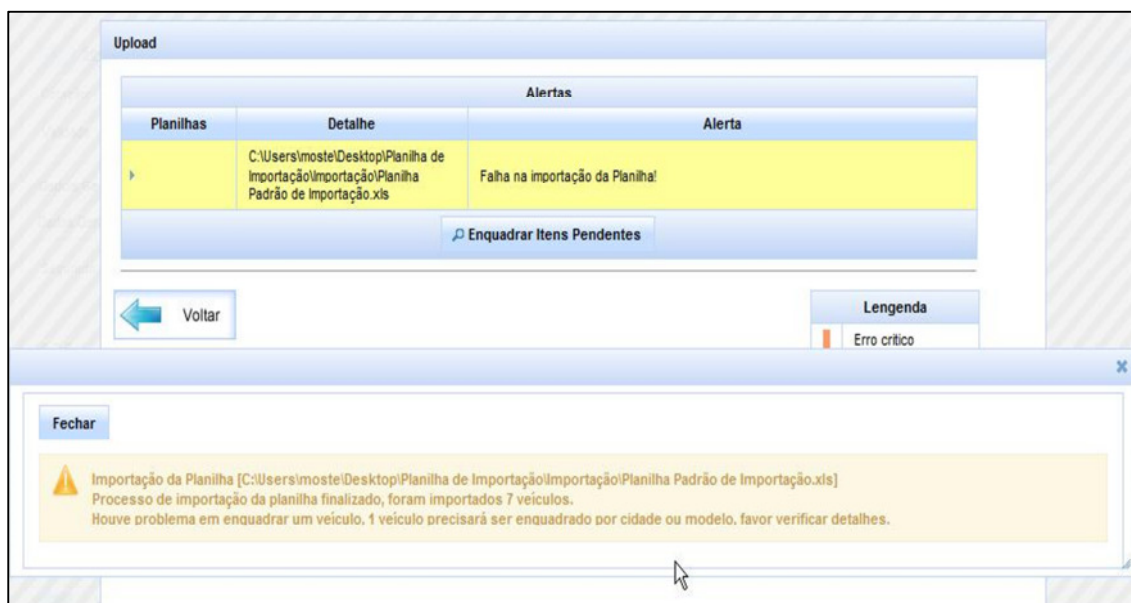 Upload
Alertas
Planilhas Detalhe Alerta
C:\Users\moste\Desktop\Planilha de
Importação\Importação\Planilha
Padrão de Importação.xls
Falha na importação da Planilha!
Enquadrar Itens Pendentes
Voltar
Lengenda
Erro critico
Fechar
Importação da Planilha [C:\Users\moste\Desktop\Planilha de Importação\Importação\Planilha Padrão de Importação.xls]
Processo de importação da planilha finalizado, foram importados 7 veículos.
Houve problema em enquadrar um veículo, 1 veículo precisará ser enquadrado por cidade ou modelo, favor verificar detalhes.